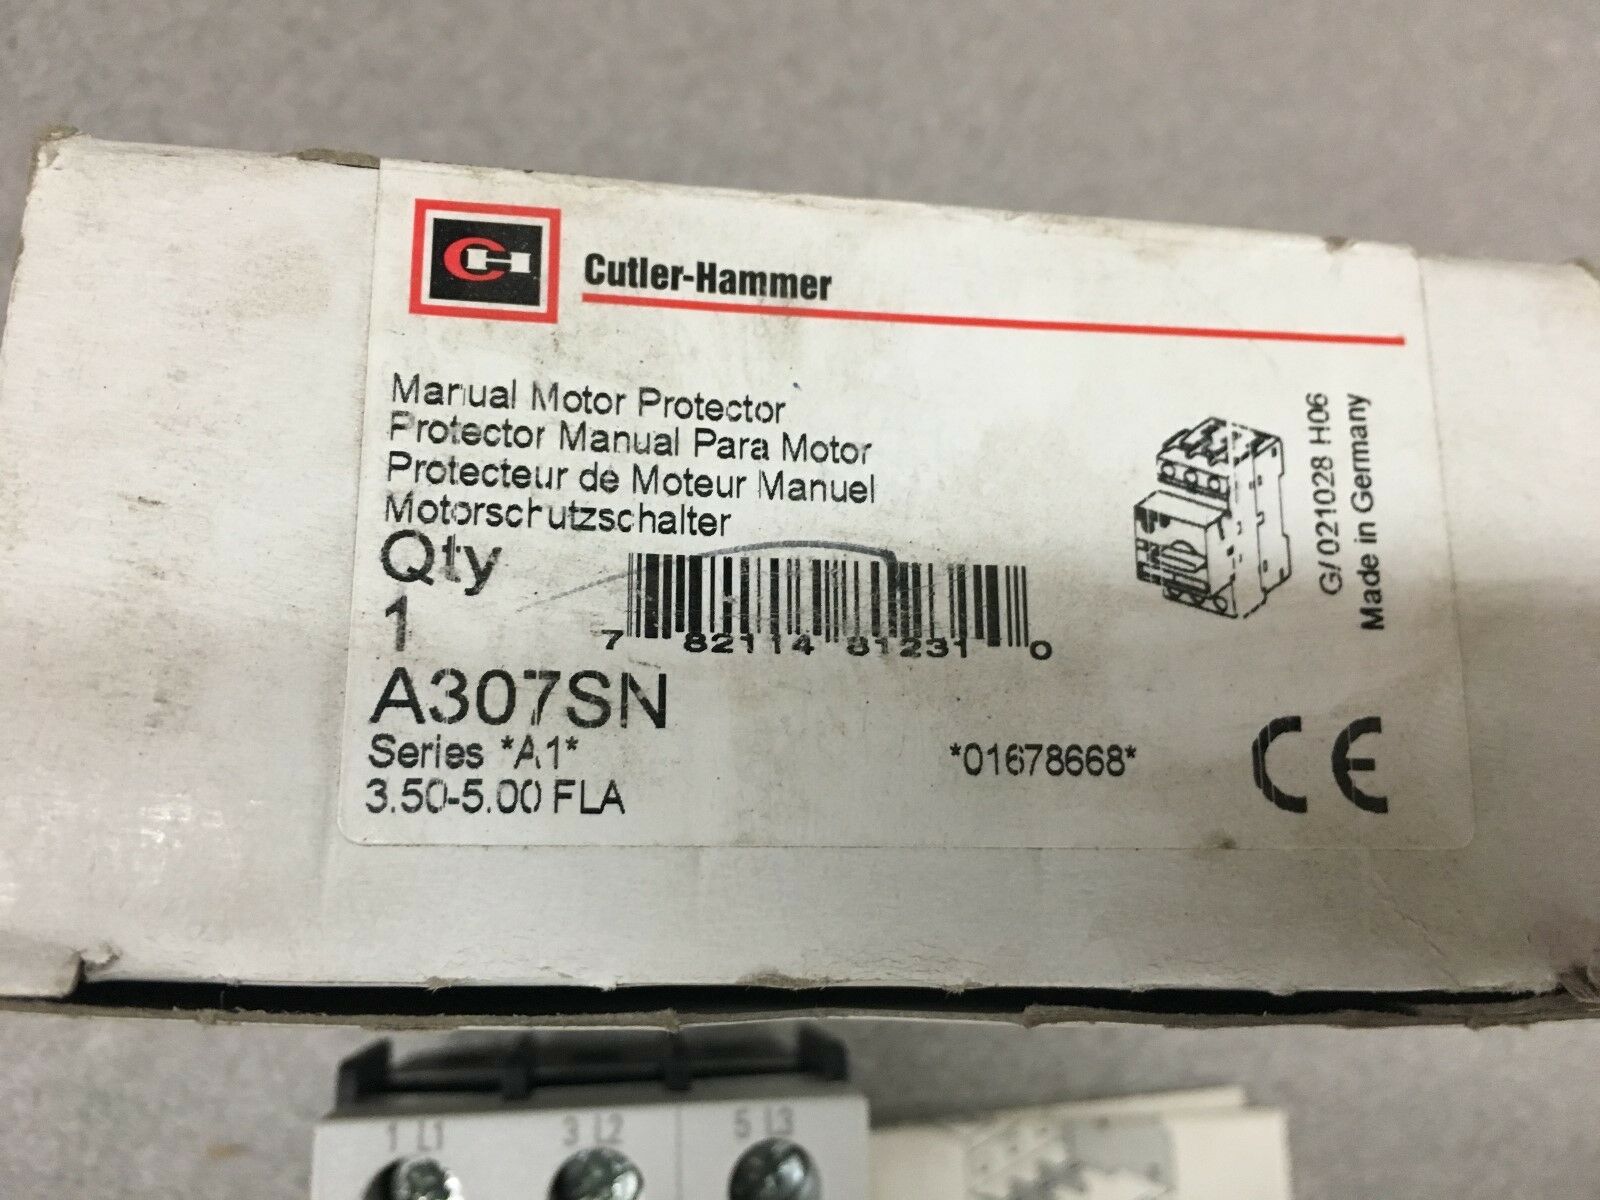 CH Cutler-Hammer
Manual Motor Protector
Protector Manual Para Motor
Protecteur de Moteur Manuel
Motorschutzschalter
Qty
1
7 82114 81231 0
A307SN
Series *A1*
3.50-5.00 FLA
*01678668*
CE
G/ 021028 H06
Made in Germany
1 L1 3 L2 5 L3